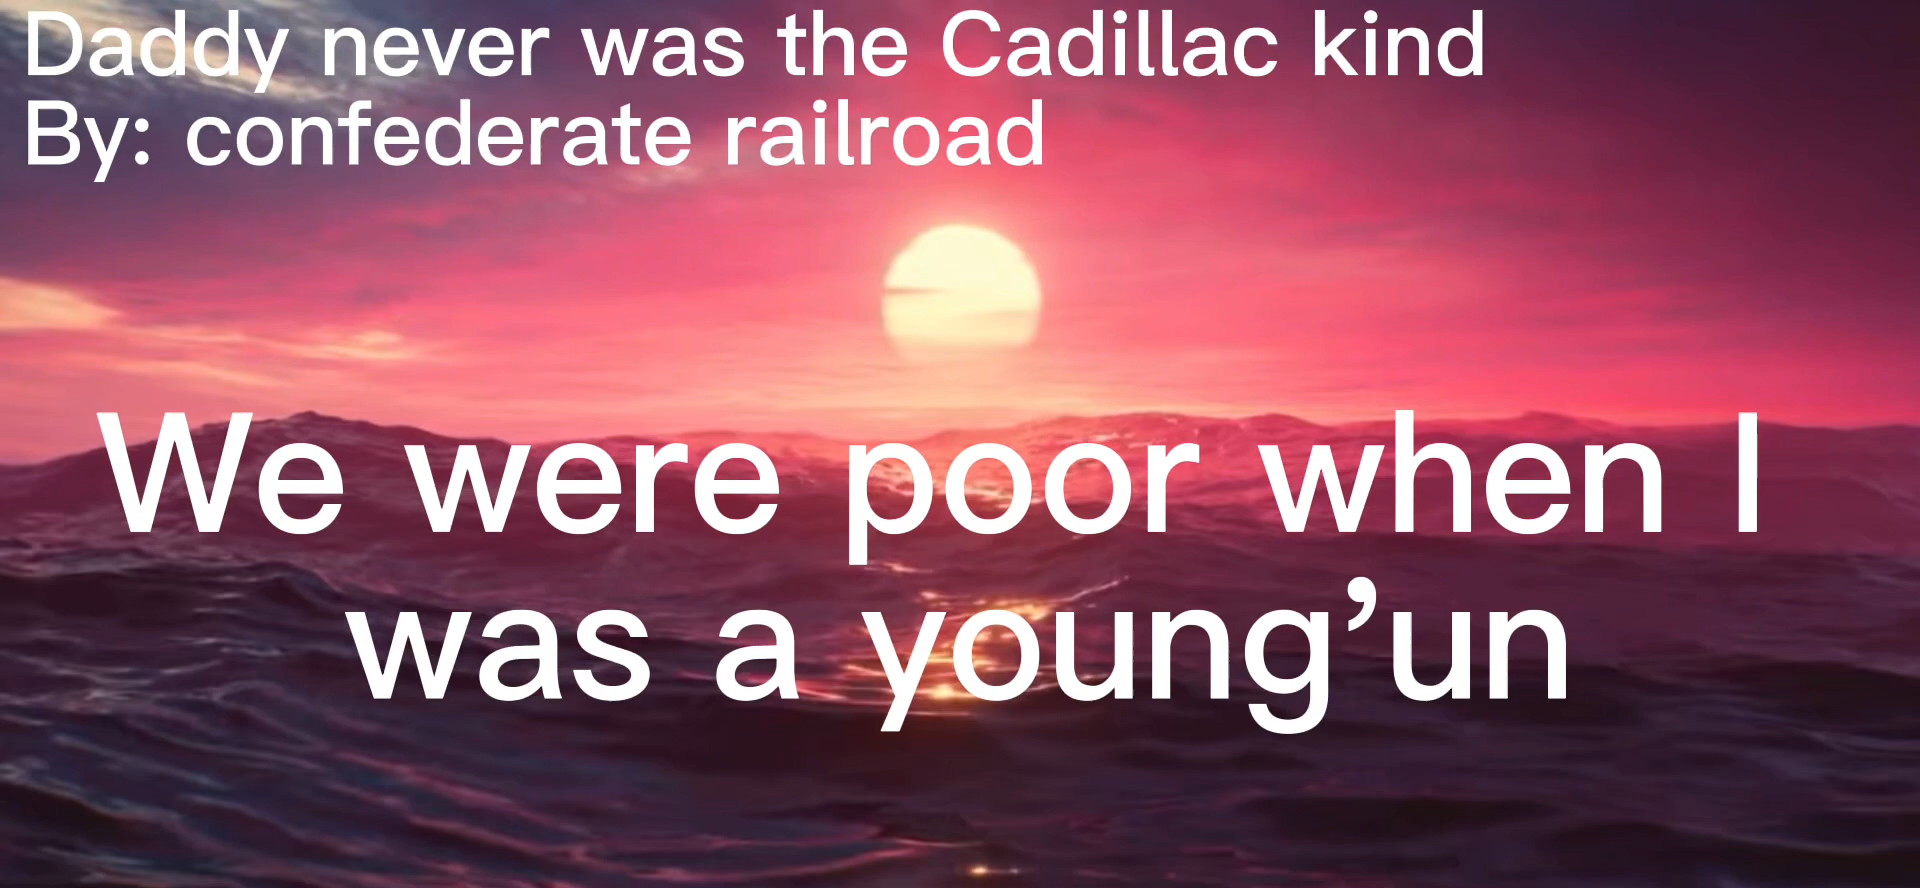 Daddy never was the Cadillac kind
By: confederate railroad
We were poor when I
was a young’un